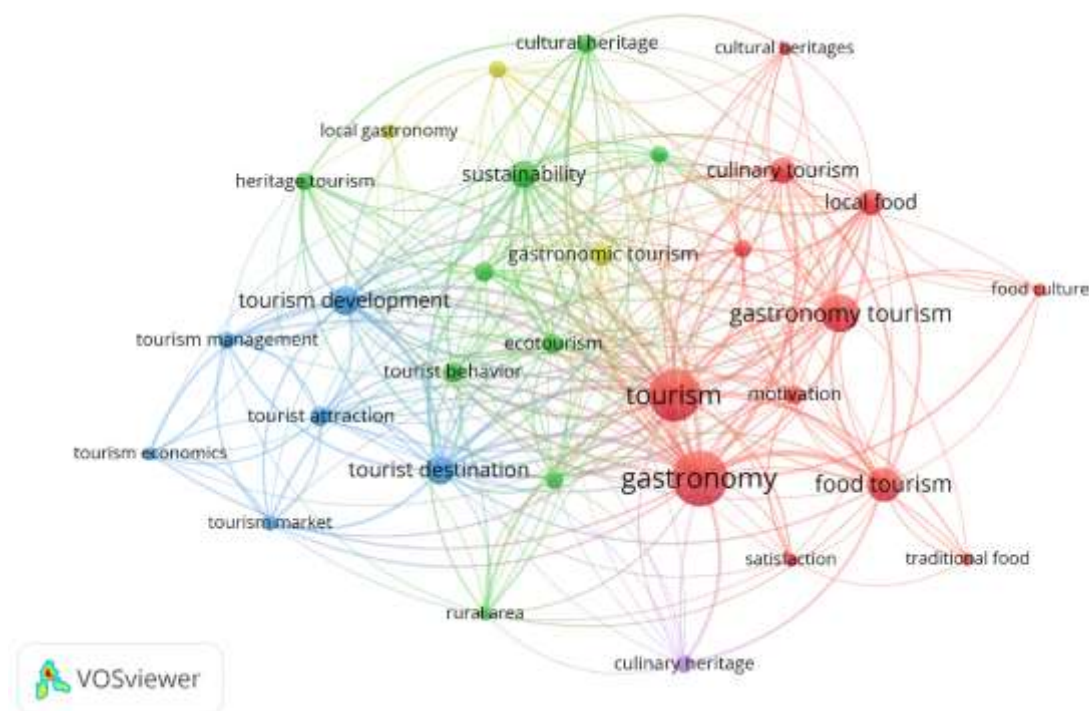 cultural heritage
cultural heritages
local gastronomy
heritage tourism
sustainability
culinary tourism
local food
gastronomic tourism
food culture
tourism development
gastronomy tourism
tourism management
ecotourism
tourist behavior
tourism
motivation
tourist attraction
tourism economics
tourist destination
gastronomy
food tourism
tourism market
satisfaction
traditional food
rural area
culinary heritage
VOSviewer